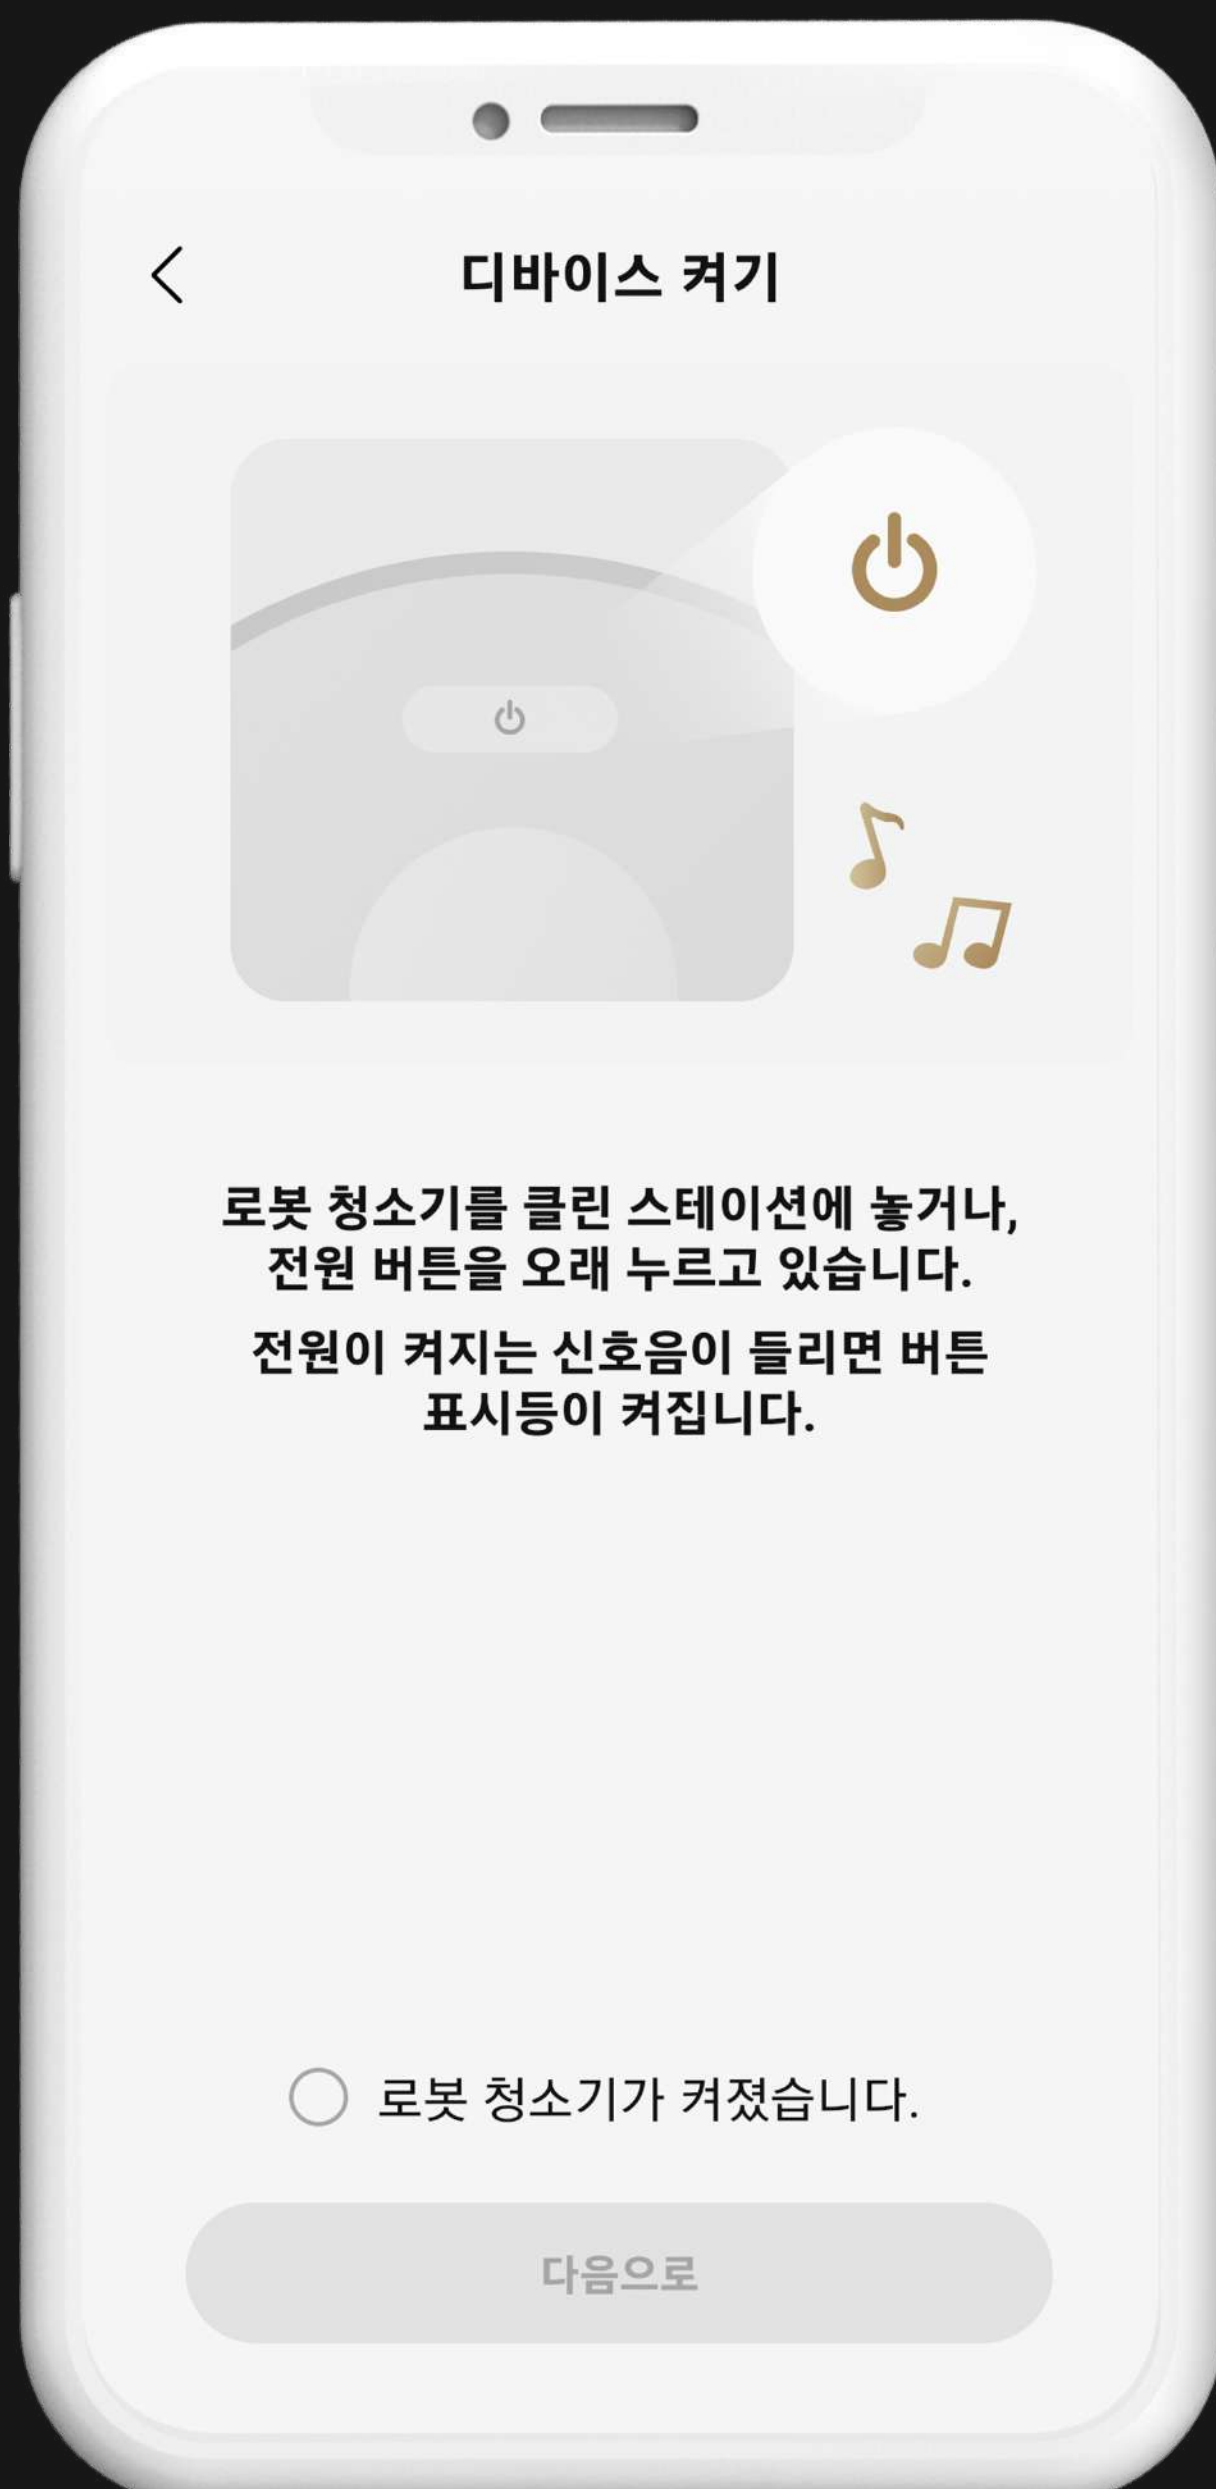 디바이스 켜기
로봇 청소기를 클린 스테이션에 놓거나,
전원 버튼을 오래 누르고 있습니다.
전원이 켜지는 신호음이 들리면 버튼
표시등이 켜집니다.
로봇 청소기가 켜졌습니다.
다음으로